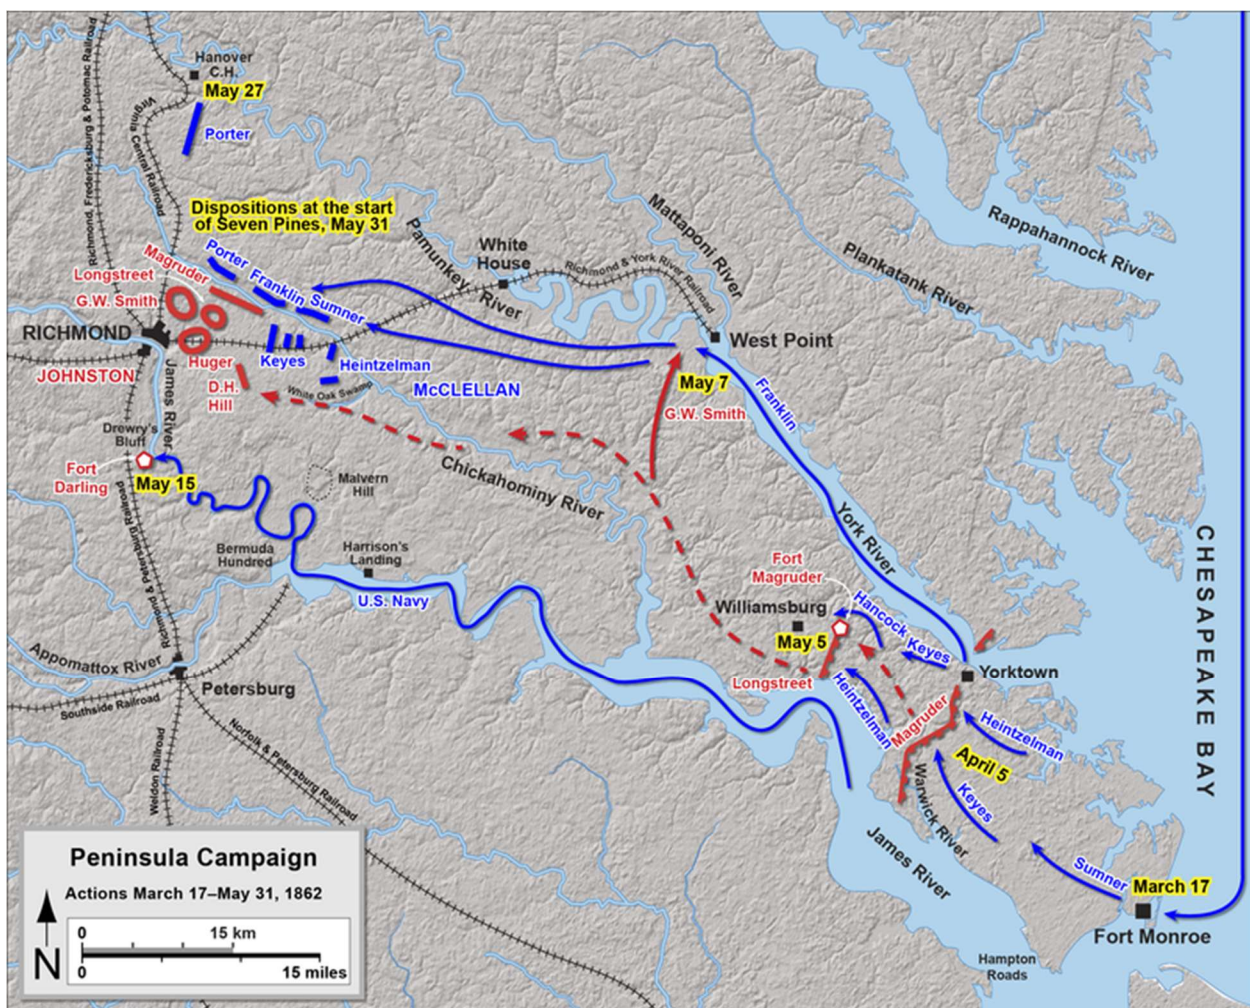 Hanover
C.H.
May 27
Porter
Richmond, Fredericksburg & Potomac Railroad
Virginia Central Railroad
Dispositions at the start
of Seven Pines, May 31
Mattaponi River
Pamunkey River
Rappahannock River
Plankatank River
White
House
Richmond & York River Railroad
Magruder
Longstreet
G.W. Smith
Porter
Franklin
Sumner
RICHMOND
JOHNSTON
James River
Huger
Keyes
Heintzelman
D.H.
Hill
White Oak Swamp
McCLELLAN
West Point
May 7
G.W. Smith
Franklin
Drewry's
Bluff
Fort
Darling
May 15
Malvern
Hill
Chickahominy River
York River
Richmond & Petersburg Railroad
Bermuda
Hundred
Harrison's
Landing
U.S. Navy
Fort
Magruder
Williamsburg
May 5
Hancock
Keyes
Yorktown
Longstreet
Heintzelman
Magruder
Heintzelman
April 5
Keyes
Warwick River
CHESAPEAKE BAY
Appomattox River
Petersburg
Southside Railroad
Weldon Railroad
Norfolk & Petersburg Railroad
James River
Sumner
March 17
Fort Monroe
Hampton
Roads
Peninsula Campaign
Actions March 17–May 31, 1862
N
0
15 km
0
15 miles